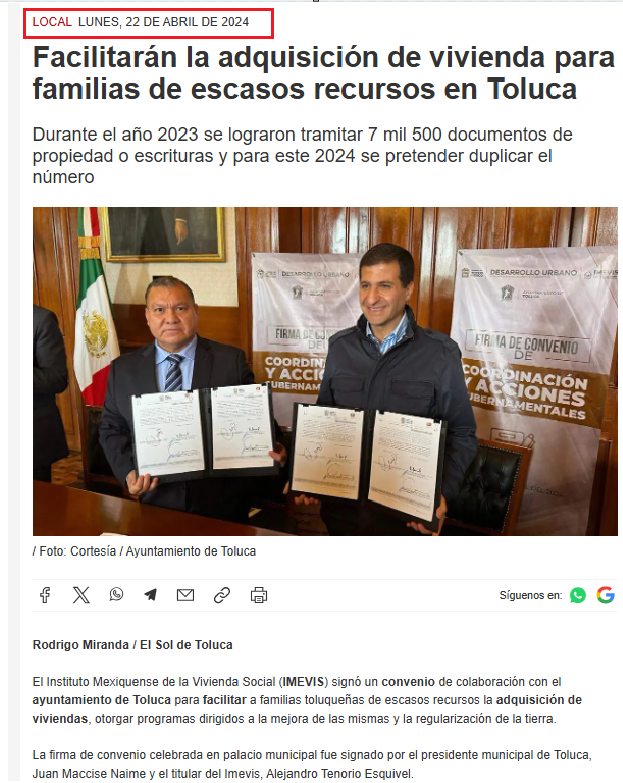 LOCAL LUNES, 22 DE ABRIL DE 2024
Facilitarán la adquisición de vivienda para
familias de escasos recursos en Toluca
Durante el año 2023 se lograron tramitar 7 mil 500 documentos de
propiedad o escrituras y para este 2024 se pretender duplicar el
número
DESARROLLO URBANO
TOLUCA
FIRMA DE CONVENIO
DE
COORDINACIÓN
Y ACCIONES
UBERNAMENTALES
DESARROLLO URBANO
IMEVIS
TOLUCA
FIRMA DE CONVENIO
DE
COORDINACIÓN
Y ACCIONES
UBERNAMENTALES
/ Foto: Cortesía / Ayuntamiento de Toluca
Síguenos en:
Rodrigo Miranda / El Sol de Toluca
El Instituto Mexiquense de la Vivienda Social (IMEVIS) signó un convenio de colaboración con el
ayuntamiento de Toluca para facilitar a familias toluqueñas de escasos recursos la adquisición de
viviendas, otorgar programas dirigidos a la mejora de las mismas y la regularización de la tierra.
La firma de convenio celebrada en palacio municipal fue signado por el presidente municipal de Toluca,
Juan Maccise Naime y el titular del Imevis, Alejandro Tenorio Esquivel.